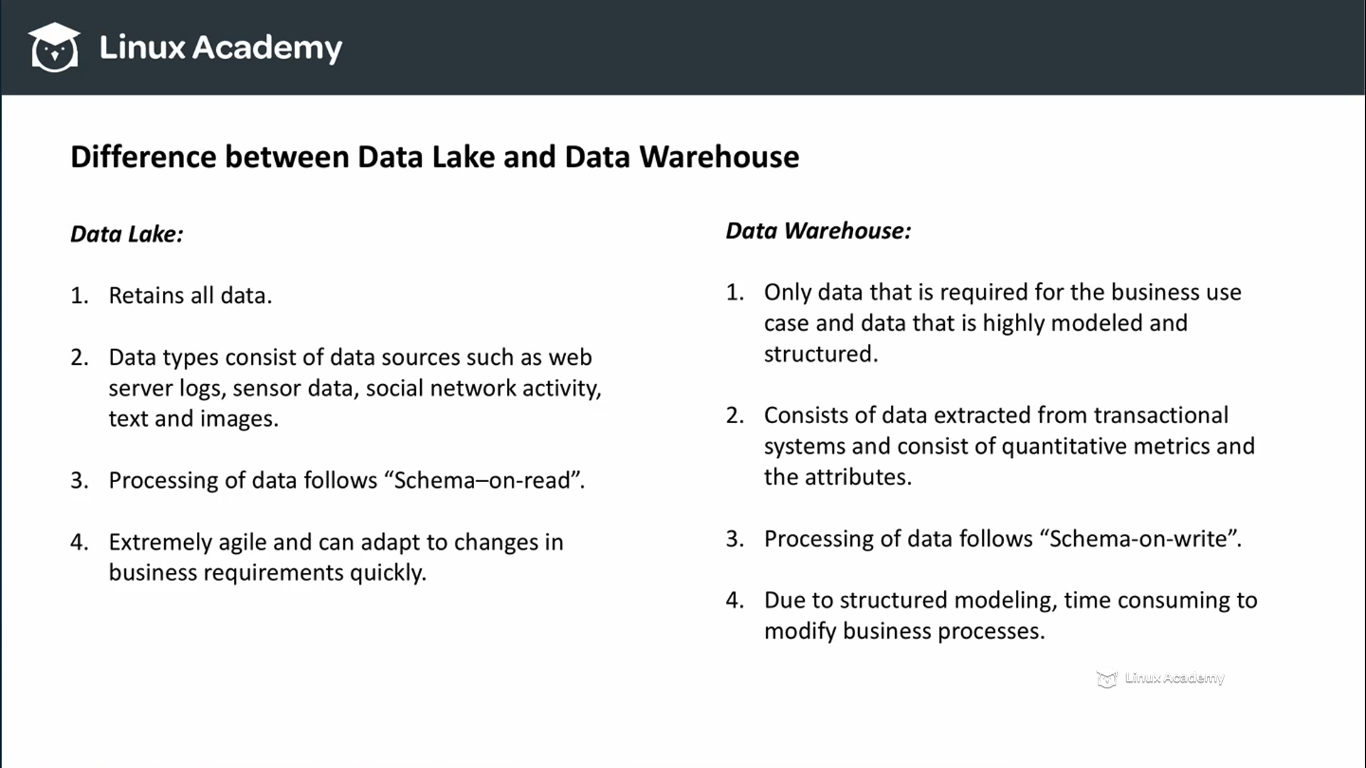 Linux Academy
Difference between Data Lake and Data Warehouse
Data Lake:
1. Retains all data.
2. Data types consist of data sources such as web
server logs, sensor data, social network activity,
text and images.
3. Processing of data follows “Schema–on-read”.
4. Extremely agile and can adapt to changes in
business requirements quickly.
Data Warehouse:
1. Only data that is required for the business use
case and data that is highly modeled and
structured.
2. Consists of data extracted from transactional
systems and consist of quantitative metrics and
the attributes.
3. Processing of data follows “Schema-on-write”.
4. Due to structured modeling, time consuming to
modify business processes.
Linux Academy